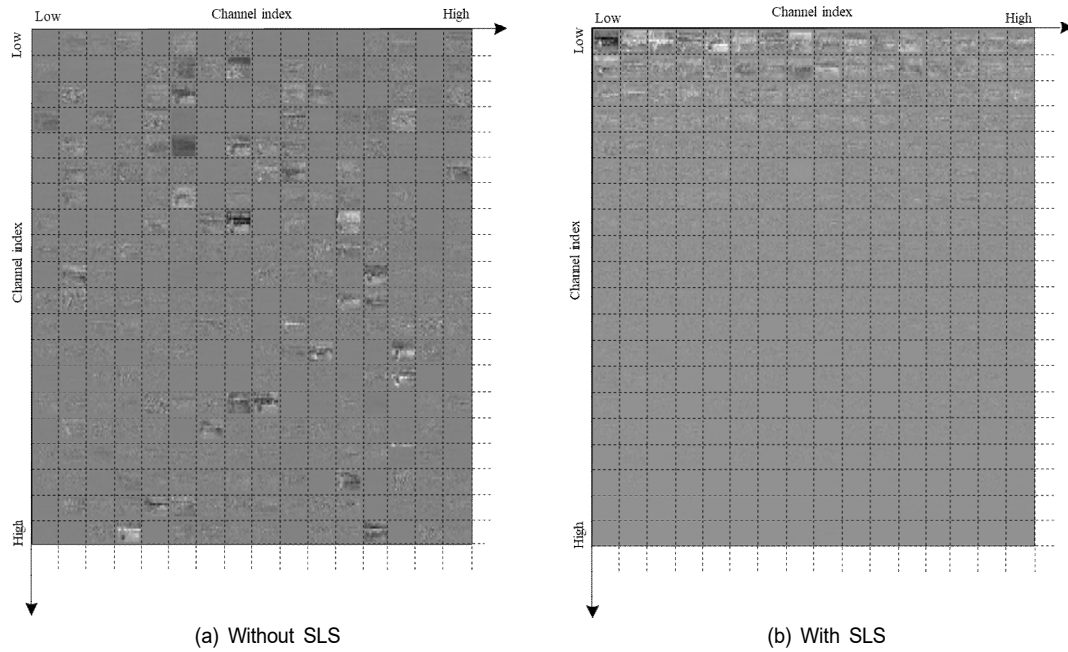 Low Channel index High
Low
Channel index
High
(a) Without SLS
Low Channel index High
Low
Channel index
High
(b) With SLS